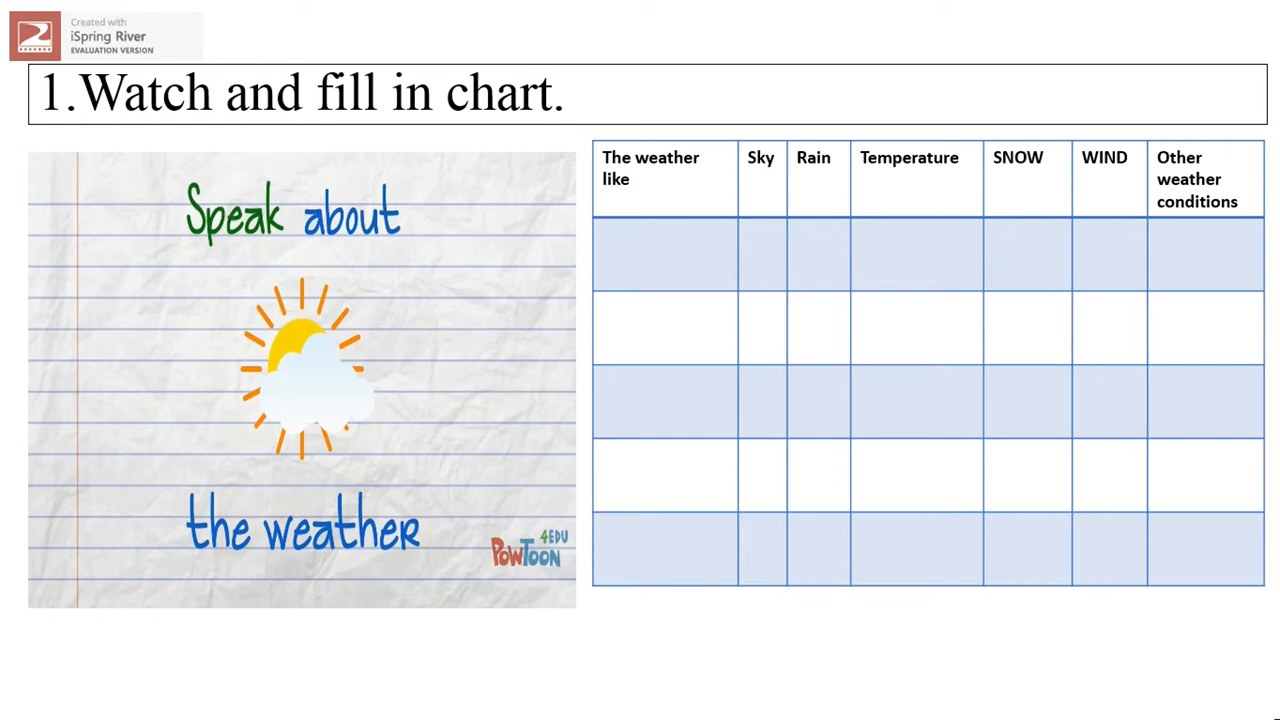 Created with
iSpring River
EVALUATION VERSION
1.Watch and fill in chart.
Speak about
the weather
4EDU
POWTOON
The weather like
Sky
Rain
Temperature
SNOW
WIND
Other weather conditions